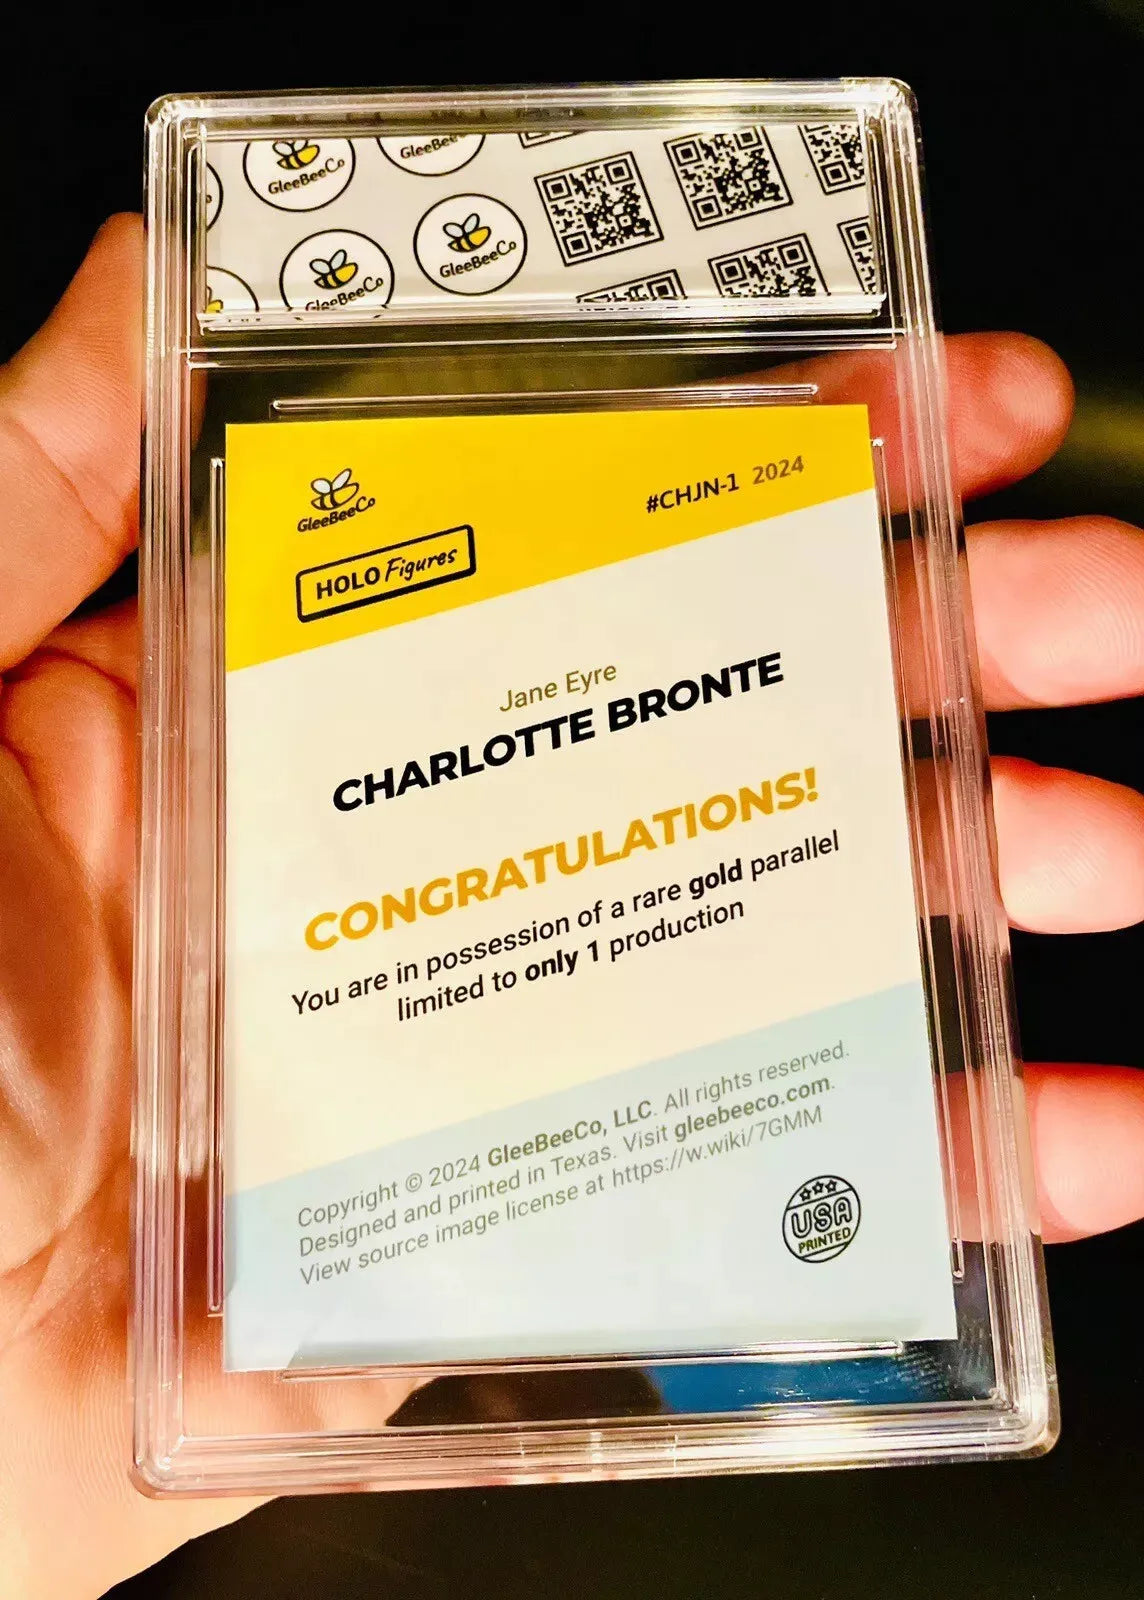 GleeBeeCo
GleeBeeCo
GleeBeeCo
GleeBeeCo
GleeBeeCo
#CHJN-1 2024
HOLO Figures
Jane Eyre
CHARLOTTE BRONTE
CONGRATULATIONS!
You are in possession of a rare gold parallel
limited to only 1 production
Copyright © 2024 GleeBeeCo, LLC. All rights reserved.
Designed and printed in Texas. Visit gleebeeco.com.
View source image license at https://w.wiki/7GMM
USA
PRINTED